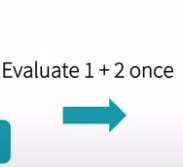 Evaluate 1 + 2 once